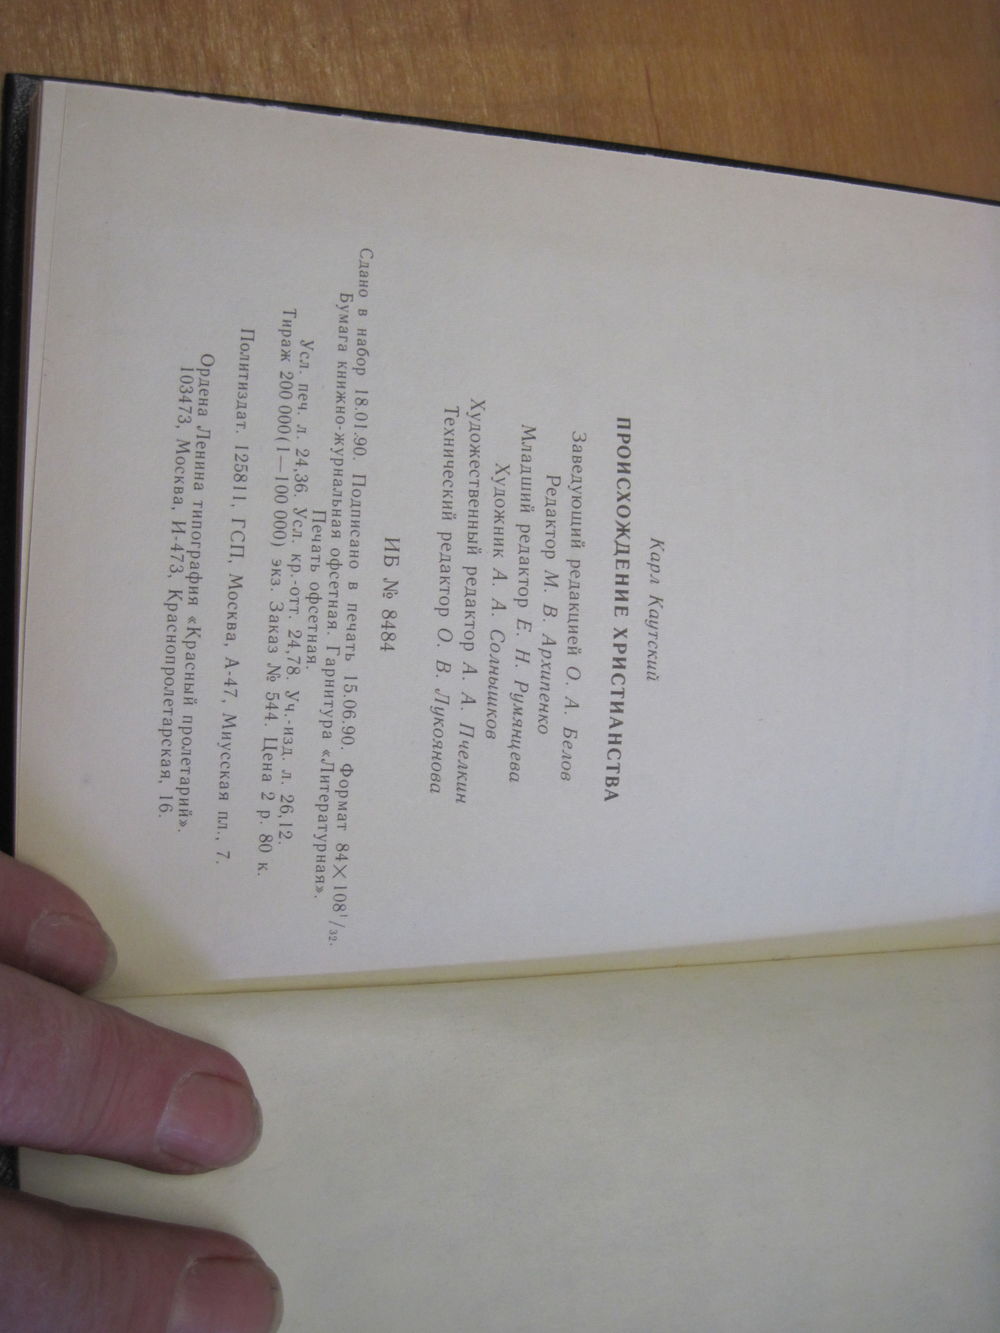 Карл Каутский
ПРОИСХОЖДЕНИЕ ХРИСТИАНСТВА
Заведующий редакцией О. А. Белов
Редактор М. В. Архипенко
Младший редактор Е. Н. Румянцева
Художник А. А. Солнышков
Художественный редактор А. А. Пчелкин
Технический редактор О. В. Лукоянова
ИБ № 8484
Сдано в набор 18.01.90. Подписано в печать 15.06.90. Формат 84×108¹/₃₂.
Бумага книжно-журнальная офсетная. Гарнитура «Литературная».
Печать офсетная.
Усл. печ. л. 24,36. Усл. кр.-отт. 24,78. Уч.-изд. л. 26,12.
Тираж 200 000(1—100 000) экз. Заказ № 544. Цена 2 р. 80 к.
Политиздат. 125811, ГСП, Москва, А-47, Миусская пл., 7.
Ордена Ленина типография «Красный пролетарий».
103473, Москва, И-473, Краснопролетарская, 16.